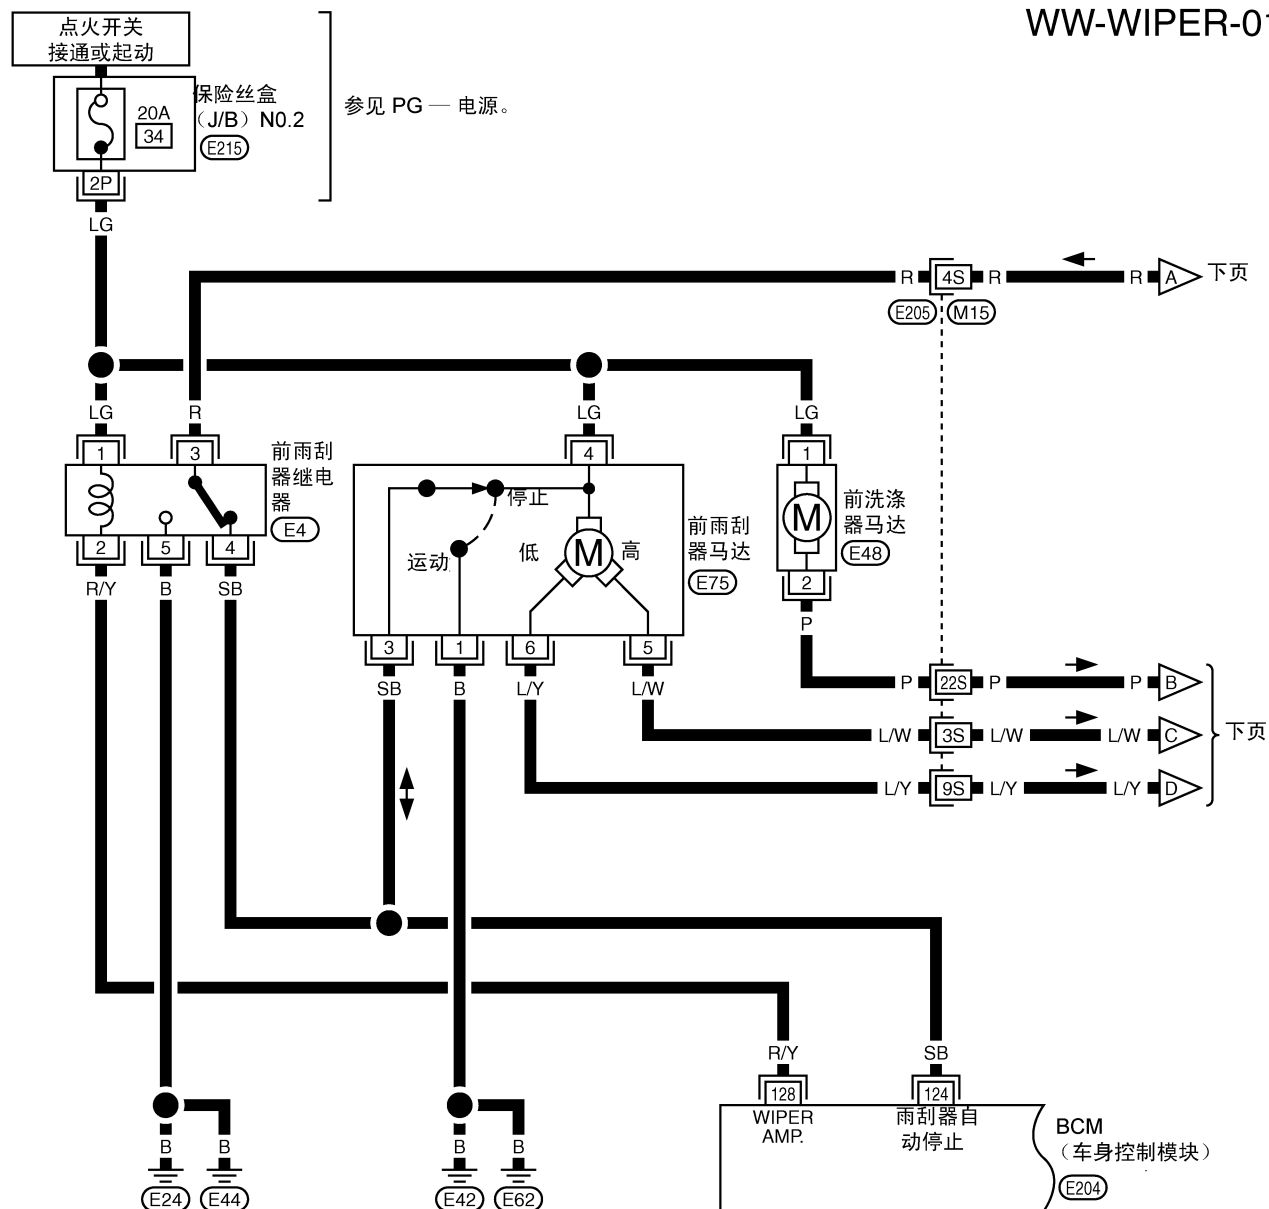 WW-WIPER-01
点火开关
接通或起动
20A
34
保险丝盒
（J/B）N0.2
E215
参见 PG — 电源。
2P
LG
R
4S
R
R
A
下页
E205
M15
LG
R
LG
LG
1
3
4
1
前雨刮
器继电
器
E4
停止
运动
低
M
高
前雨刮
器马达
E75
M
前洗涤
器马达
E48
2
5
4
2
R/Y
B
SB
P
3
1
6
5
SB
B
L/Y
L/W
P
22S
P
P
B
L/W
3S
L/W
L/W
C
下页
L/Y
9S
L/Y
L/Y
D
R/Y
SB
128
124
WIPER
AMP.
雨刮器自
动停止
BCM
（车身控制模块）
E204
B
B
B
B
E24
E44
E42
E62